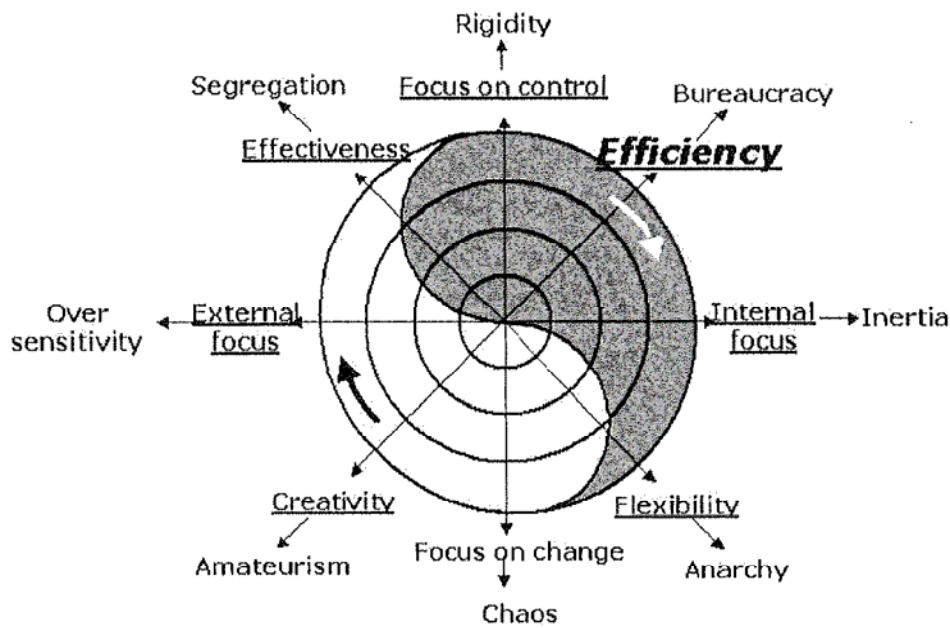 Rigidity
Segregation
Focus on control
Bureaucracy
Effectiveness
Efficiency
Over
sensitivity
External
focus
Internal
focus
Inertia
Creativity
Flexibility
Focus on change
Amateurism
Anarchy
Chaos